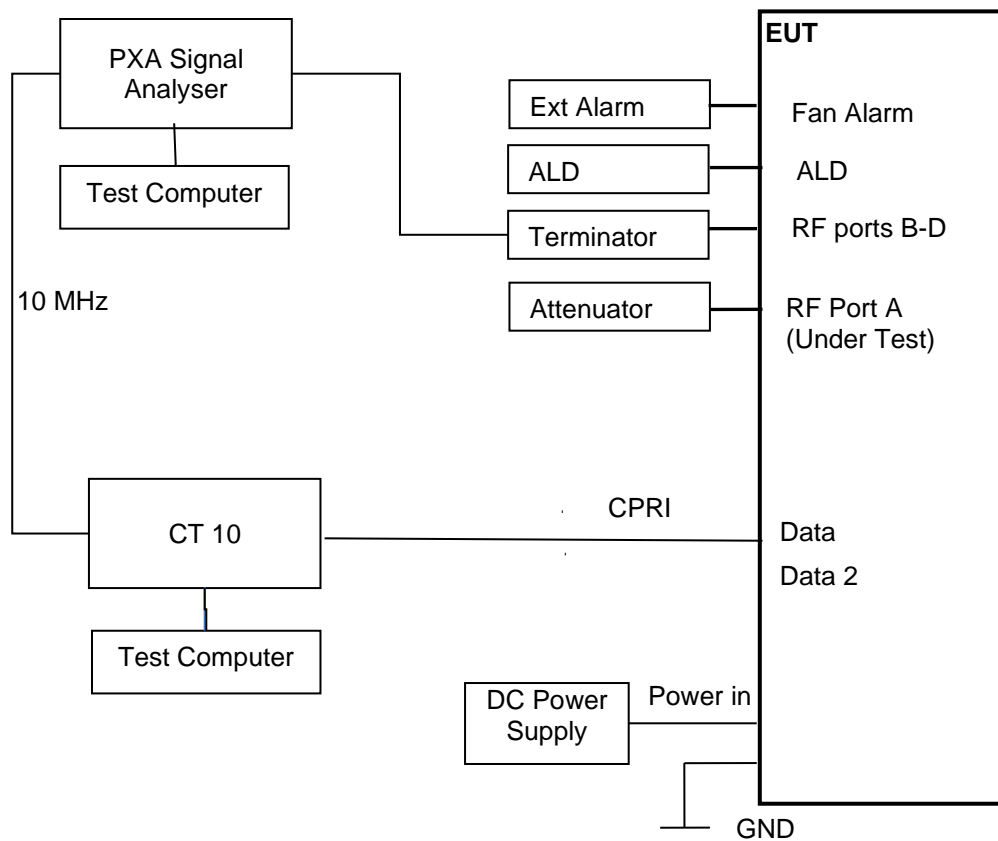 EUT
PXA Signal
Analyser
Ext Alarm
Fan Alarm
ALD
ALD
Test Computer
Terminator
RF ports B-D
10 MHz
Attenuator
RF Port A
(Under Test)
CT 10
CPRI
Data
Data 2
Test Computer
DC Power
Supply
Power in
GND